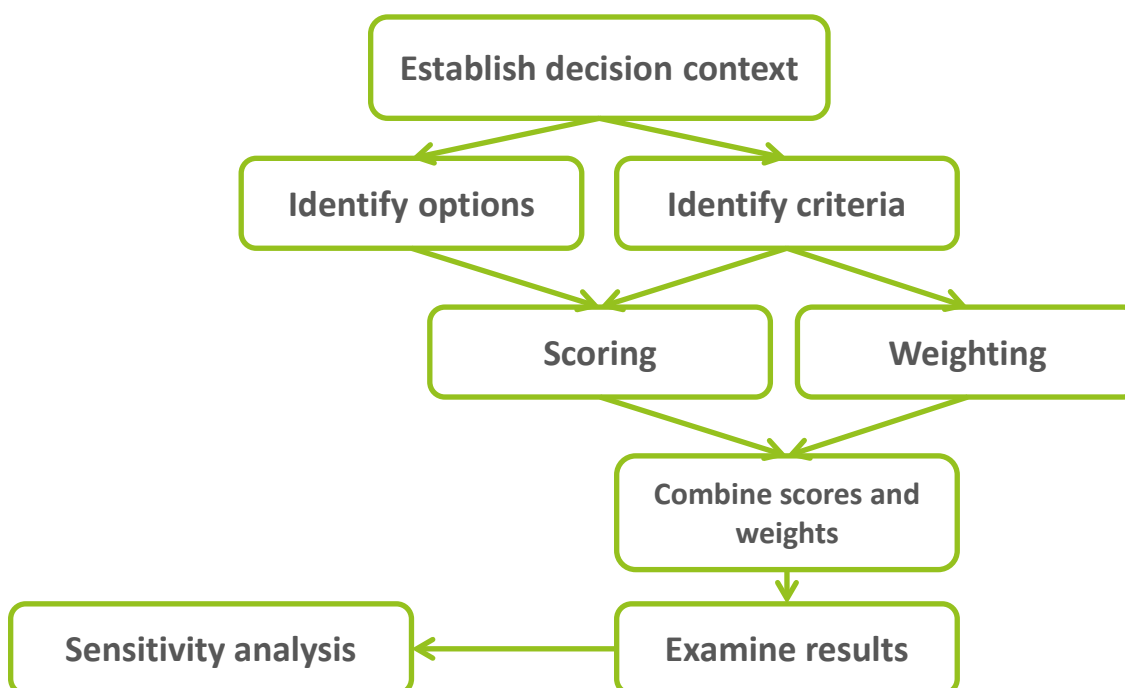 Establish decision context
Identify options
Identify criteria
Scoring
Weighting
Combine scores and
weights
Sensitivity analysis
Examine results